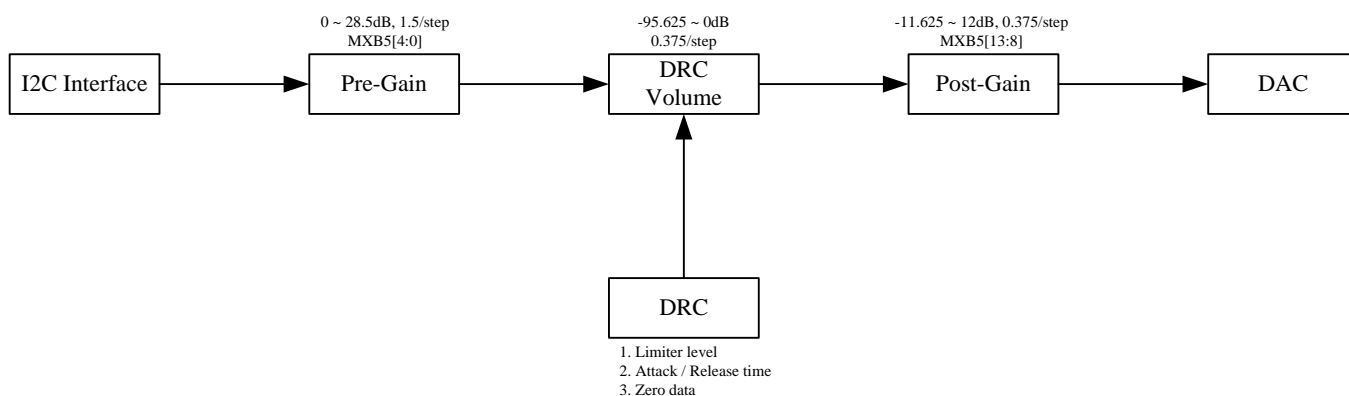 0 ~ 28.5dB, 1.5/step
MXB5[4:0]
-95.625 ~ 0dB
0.375/step
-11.625 ~ 12dB, 0.375/step
MXB5[13:8]
I2C Interface
Pre-Gain
DRC
Volume
Post-Gain
DAC
DRC
1. Limiter level
2. Attack / Release time
3. Zero data